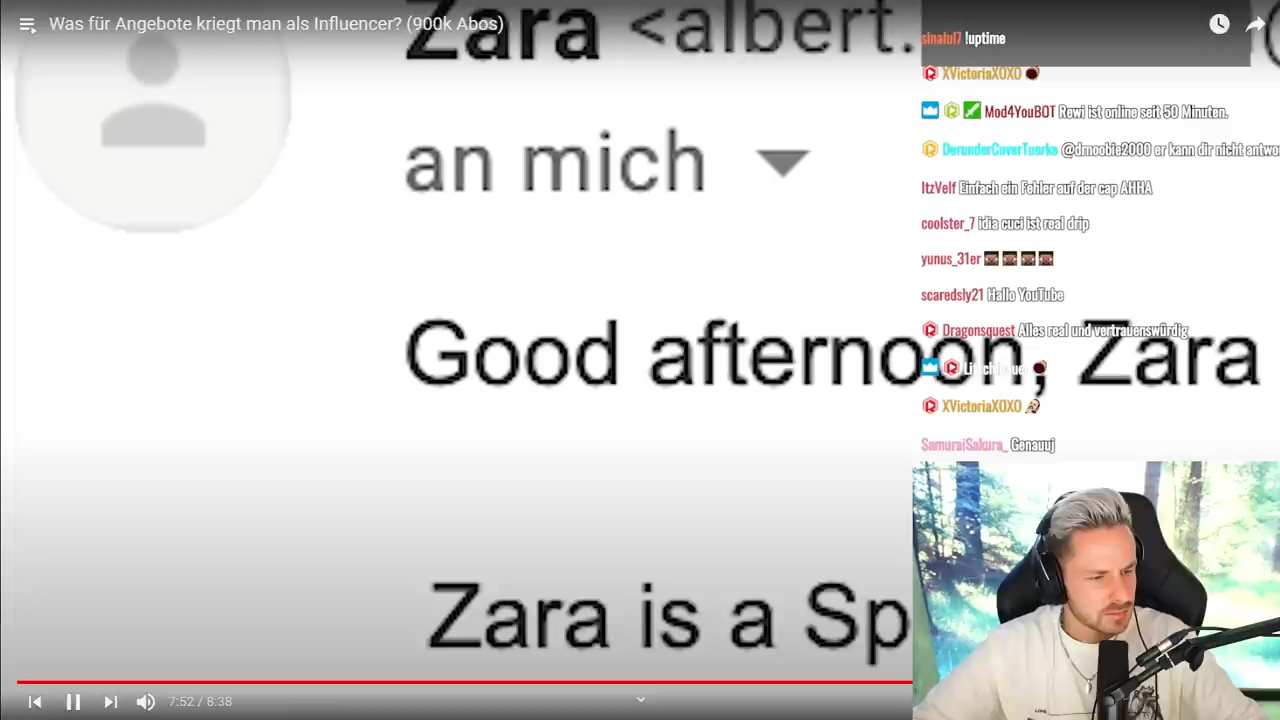 Was für Angebote kriegt man als Influencer? (900k Abos)
Zara <albert.
an mich
Good afternoon, Zara
Zara is a Sp
7:52 / 8:38
sinalul7 !uptime
XVictoriaXOXO
Mod4YouBOT Rewi ist online seit 50 Minuten.
DerunderCoverTuerke @dmoobie2000 er kann dir nicht antwo
ItzVelf Einfach ein Fehler auf der cap AHHA
coolster_7 idia cuci ist real drip
yunus_31er
scaredsly21 Hallo YouTube
Dragonsquest Alles real und vertrauenswürdig
XVictoriaXOXO
SamuraiSakura_ Genauuj